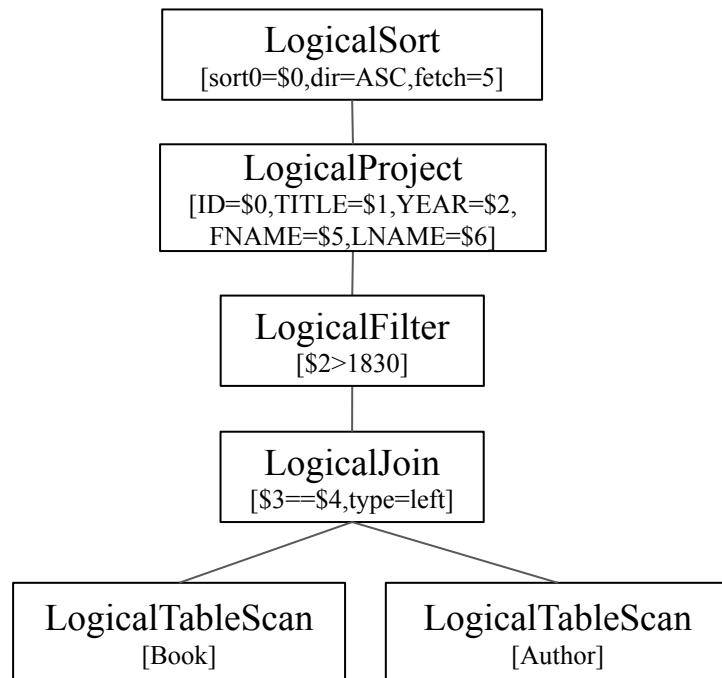 LogicalSort
[sort0=$0,dir=ASC,fetch=5]
LogicalProject
[ID=$0,TITLE=$1,YEAR=$2,
FNAME=$5,LNAME=$6]
LogicalFilter
[$2>1830]
LogicalJoin
[$3==$4,type=left]
LogicalTableScan
[Book]
LogicalTableScan
[Author]